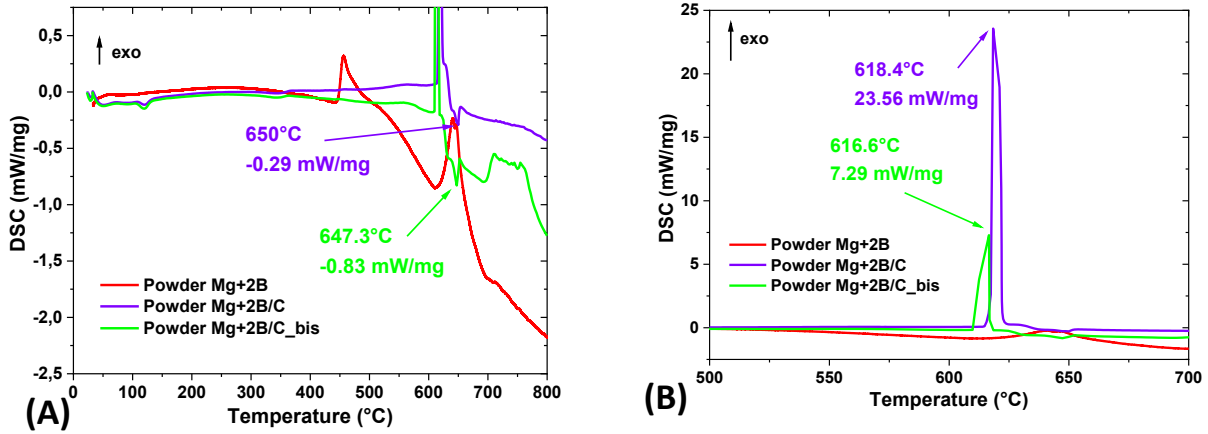 0,5
0,0
-0,5
-1,0
-1,5
-2,0
-2,5
DSC (mW/mg)
exo
650°C
-0.29 mW/mg
647.3°C
-0.83 mW/mg
Powder Mg+2B
Powder Mg+2B/C
Powder Mg+2B/C_bis
0 100 200 300 400 500 600 700 800
Temperature (°C)
(A)
25
20
15
10
5
0
DSC (mW/mg)
exo
618.4°C
23.56 mW/mg
616.6°C
7.29 mW/mg
Powder Mg+2B
Powder Mg+2B/C
Powder Mg+2B/C_bis
500 550 600 650 700
Temperature (°C)
(B)